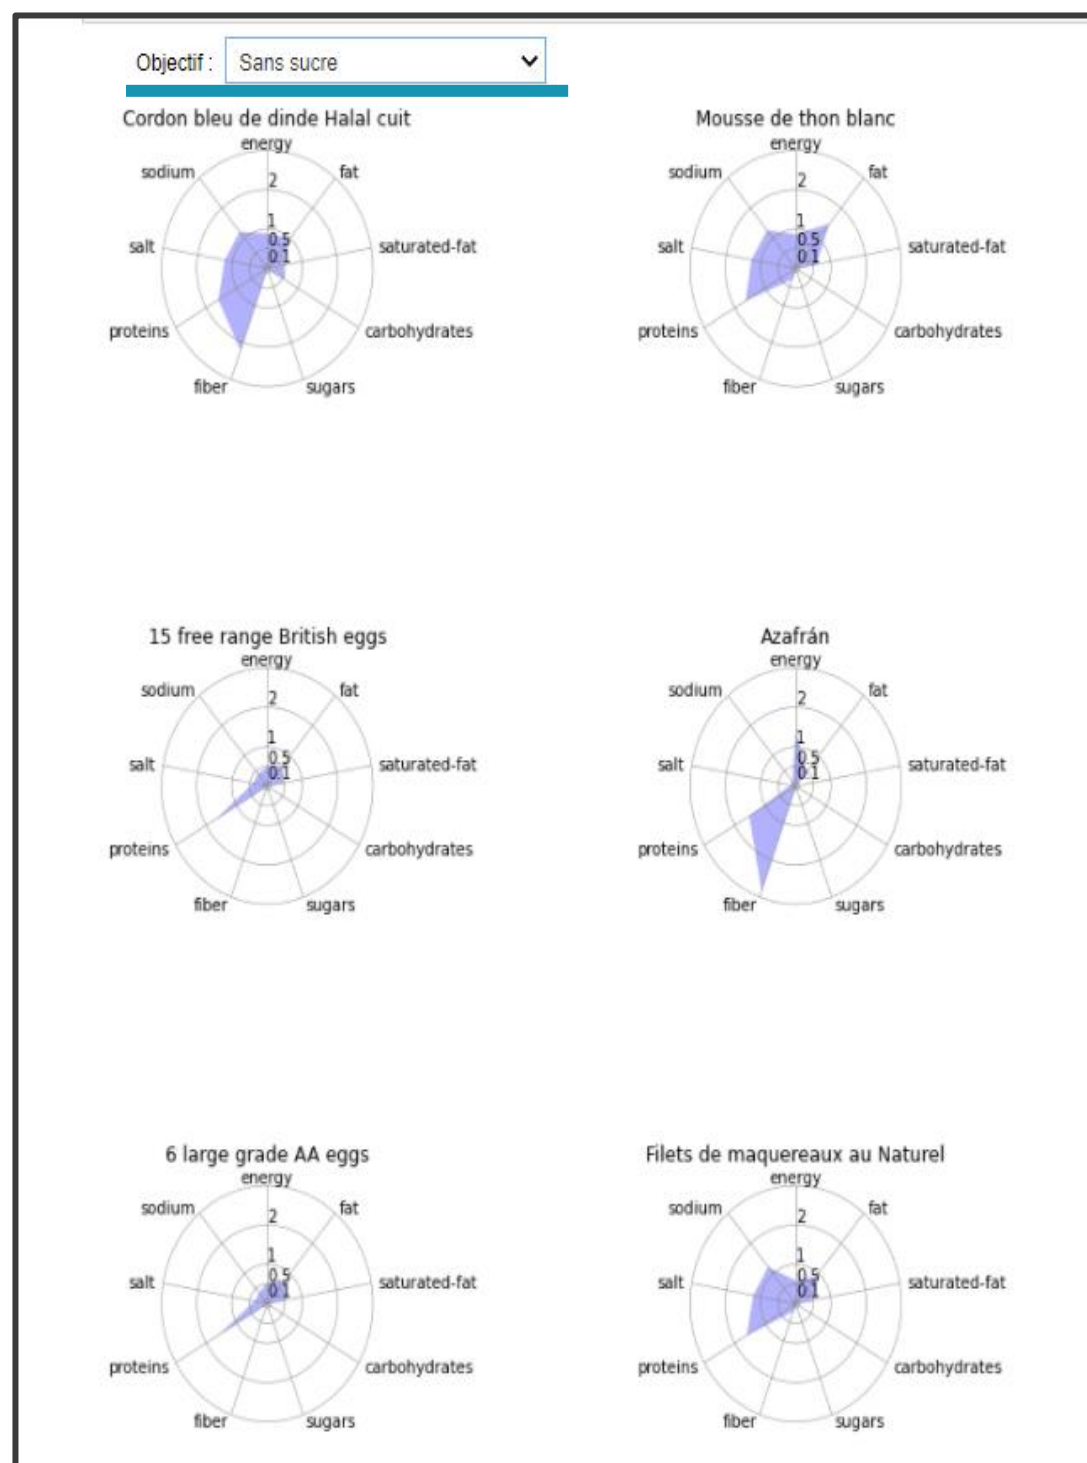 Objectif : Sans sucre
Cordon bleu de dinde Halal cuit
energy
sodium
fat
2
1
salt
0.5
saturated-fat
0.1
proteins
carbohydrates
fiber
sugars
Mousse de thon blanc
energy
sodium
fat
2
1
salt
0.5
saturated-fat
0.1
proteins
carbohydrates
fiber
sugars
15 free range British eggs
energy
sodium
fat
2
1
salt
0.5
saturated-fat
0.1
proteins
carbohydrates
fiber
sugars
Azafrán
energy
sodium
fat
2
1
salt
0.5
saturated-fat
0.1
proteins
carbohydrates
fiber
sugars
6 large grade AA eggs
energy
sodium
fat
2
1
salt
0.5
saturated-fat
0.1
proteins
carbohydrates
fiber
sugars
Filets de maquereaux au Naturel
energy
sodium
fat
2
1
salt
0.5
saturated-fat
0.1
proteins
carbohydrates
fiber
sugars